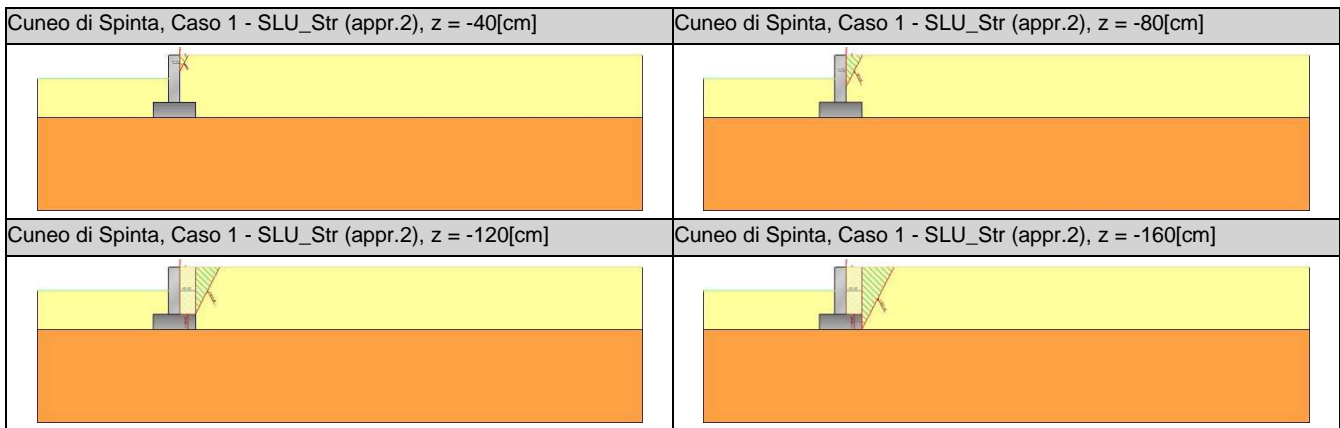 Cuneo di Spinta, Caso 1 - SLU_Str (appr.2), z = -40[cm]
Cuneo di Spinta, Caso 1 - SLU_Str (appr.2), z = -80[cm]
Cuneo di Spinta, Caso 1 - SLU_Str (appr.2), z = -120[cm]
Cuneo di Spinta, Caso 1 - SLU_Str (appr.2), z = -160[cm]